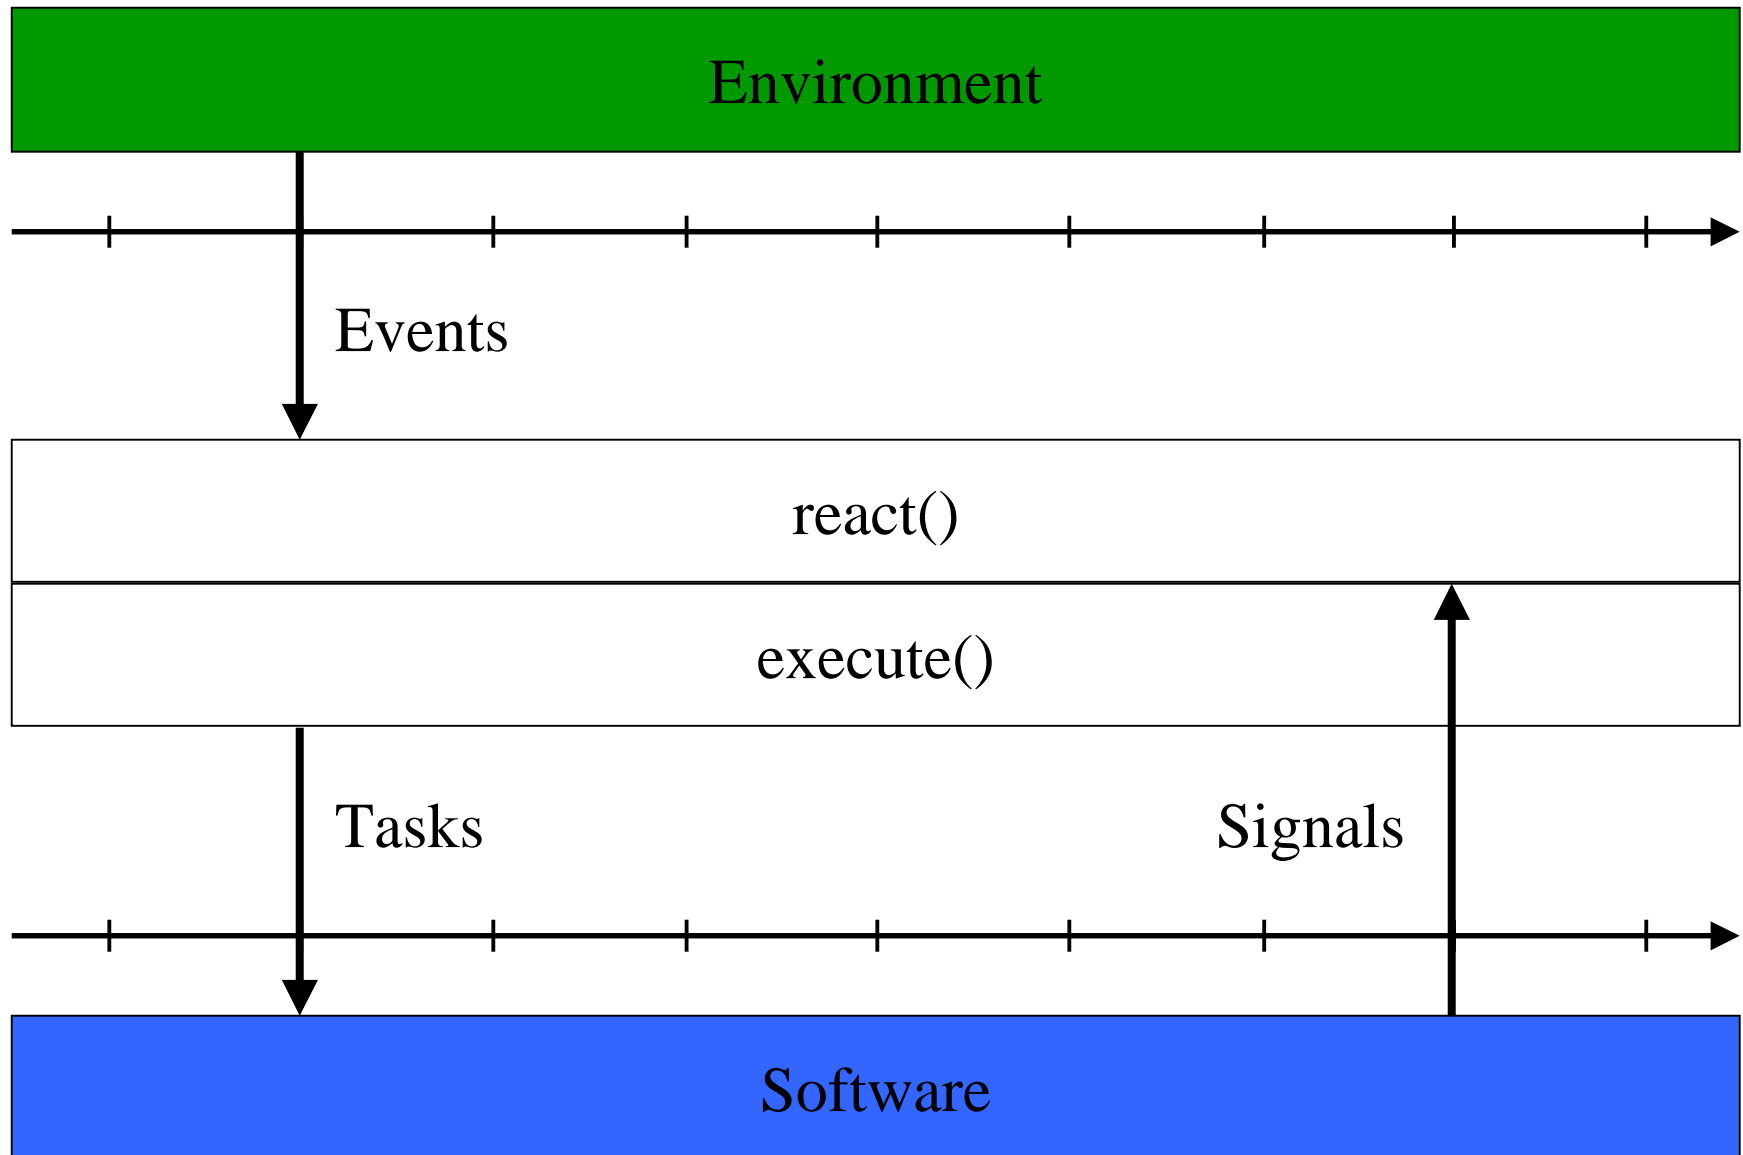 Environment
Events
react()
execute()
Tasks
Signals
Software